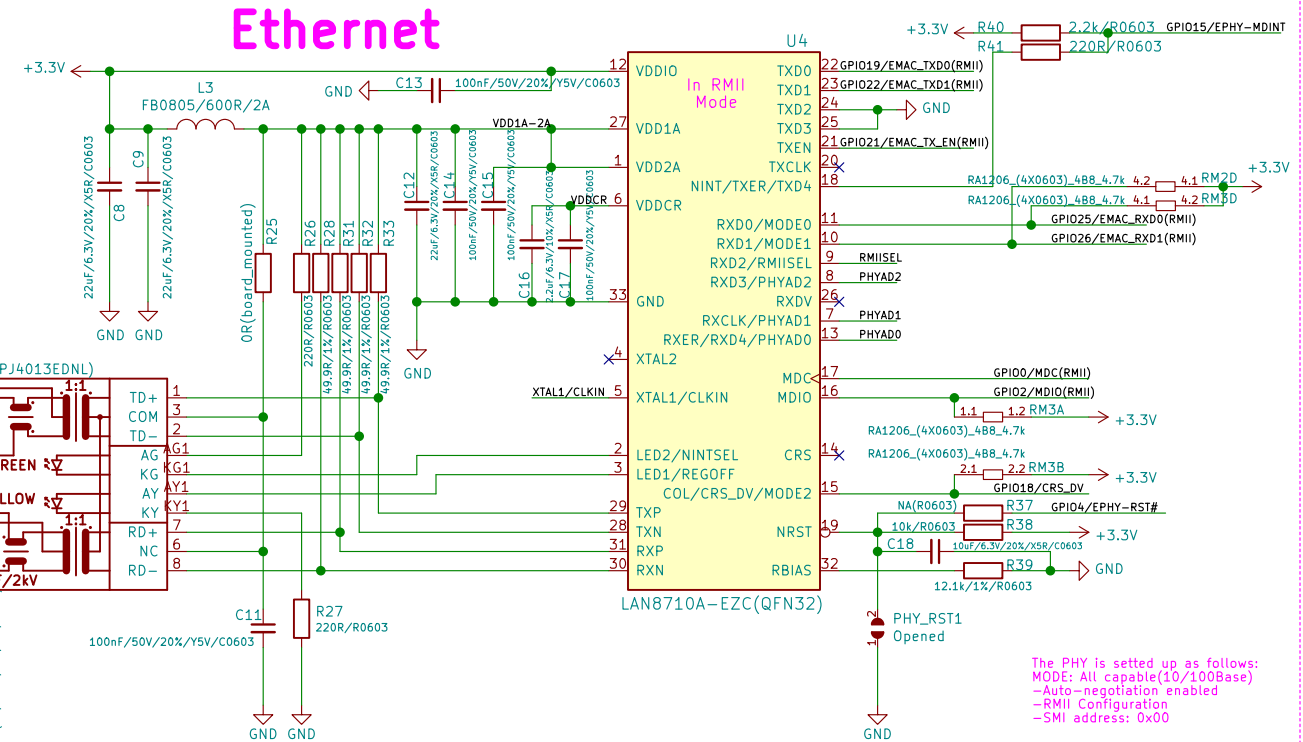 Ethernet
+3.3V
L3
FB0805/600R/2A
GND
C13
100nF/50V/20%/Y5V/C0603
VDD1A-2A
VDDCR
C8
22uF/6.3V/20%/X5R/C0603
C9
22uF/6.3V/20%/X5R/C0603
GND
GND
R25
0R(board_mounted)
R26
R28
R31
R32
R33
220R/R0603
49.9R/1%/R0603
49.9R/1%/R0603
49.9R/1%/R0603
49.9R/1%/R0603
C12
22uF/6.3V/20%/X5R/C0603
C14
100nF/50V/20%/Y5V/C0603
C15
100nF/50V/20%/Y5V/C0603
C16
2.2uF/6.3V/10%/X5R/C0603
C17
100nF/50V/20%/Y5V/C0603
GND
PJ4013EDNL)
1:1
TD+ 1
COM 3
TD- 2
AG AG1
REEN
KG KG1
AY AY1
LLOW
KY KY1
1:1
RD+ 7
NC 6
RD- 8
/2kV
C11
100nF/50V/20%/Y5V/C0603
R27
220R/R0603
GND
GND
XTAL1/CLKIN
U4
In RMII
Mode
12 VDDIO
27 VDD1A
1 VDD2A
6 VDDCR
33 GND
4 XTAL2
5 XTAL1/CLKIN
2 LED2/NINTSEL
3 LED1/REGOFF
29 TXP
28 TXN
31 RXP
30 RXN
TXD0 22 GPIO19/EMAC_TXD0(RMII)
TXD1 23 GPIO22/EMAC_TXD1(RMII)
TXD2 24
GND
TXD3 25
TXEN 21 GPIO21/EMAC_TX_EN(RMII)
TXCLK 20
NINT/TXER/TXD4 18
RXD0/MODE0 11
RXD1/MODE1 10
RXD2/RMIISEL 9 RMIISEL
RXD3/PHYAD2 8 PHYAD2
RXDV 26
RXCLK/PHYAD1 7 PHYAD1
RXER/RXD4/PHYAD0 13 PHYAD0
MDC 17 GPIO0/MDC(RMII)
MDIO 16 GPIO2/MDIO(RMII)
CRS 14
COL/CRS_DV/MODE2 15
NRST 19
RBIAS 32
LAN8710A-EZC(QFN32)
+3.3V
R40
2.2k/R0603
GPIO15/EPHY-MDINT
R41
220R/R0603
+3.3V
RA1206_(4X0603)_4B8_4.7k
4.2 4.1
RM2D
RA1206_(4X0603)_4B8_4.7k
4.1 4.2
RM3D
GPIO25/EMAC_RXD0(RMII)
GPIO26/EMAC_RXD1(RMII)
1.1 1.2
RM3A
+3.3V
RA1206_(4X0603)_4B8_4.7k
RA1206_(4X0603)_4B8_4.7k
2.1 2.2
RM3B
+3.3V
GPIO18/CRS_DV
NA(R0603)
R37
GPIO4/EPHY-RST#
10k/R0603
R38
+3.3V
C18
10uF/6.3V/20%/X5R/C0603
R39
GND
12.1k/1%/R0603
2
PHY_RST1
Opened
1
GND
The PHY is setted up as follows:
MODE: All capable(10/100Base)
-Auto-negotiation enabled
-RMII Configuration
-SMI address: 0x00